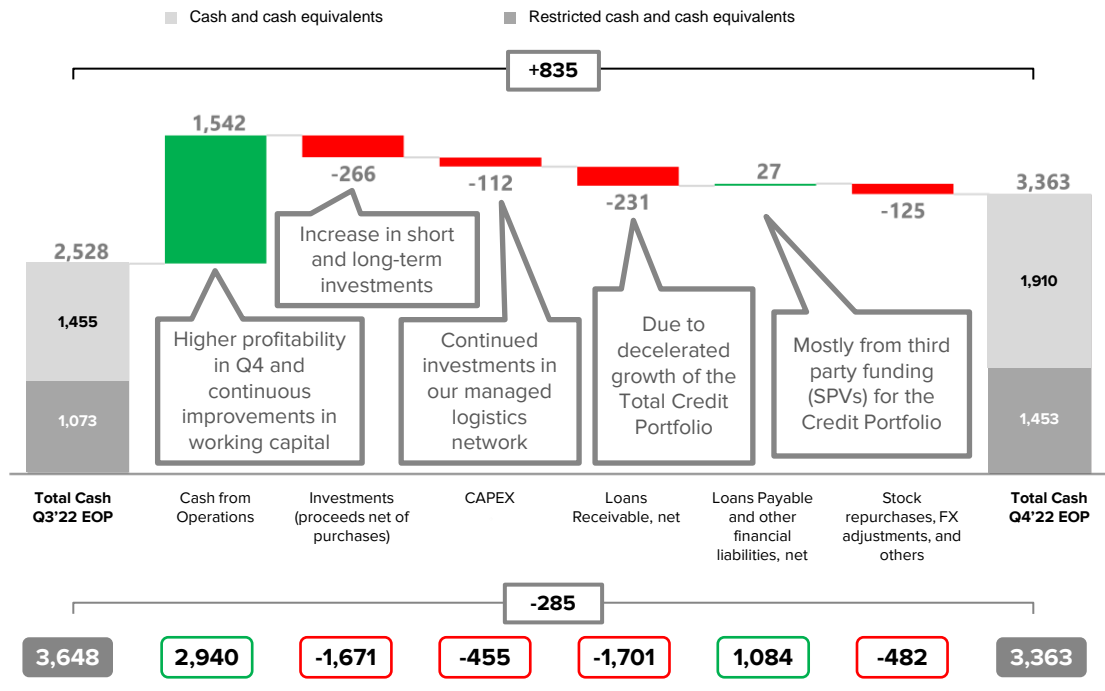 Cash and cash equivalents
Restricted cash and cash equivalents
+835
1,542
-266
-112
-231
27
-125
3,363
2,528
1,455
1,073
1,910
1,453
Increase in short
and long-term
investments
Higher profitability
in Q4 and
continuous
improvements in
working capital
Continued
investments in
our managed
logistics
network
Due to
decelerated
growth of the
Total Credit
Portfolio
Mostly from third
party funding
(SPVs) for the
Credit Portfolio
Total Cash
Q3’22 EOP
Cash from
Operations
Investments
(proceeds net of
purchases)
CAPEX
Loans
Receivable, net
Loans Payable
and other
financial
liabilities, net
Stock
repurchases, FX
adjustments, and
others
Total Cash
Q4’22 EOP
-285
3,648
2,940
-1,671
-455
-1,701
1,084
-482
3,363